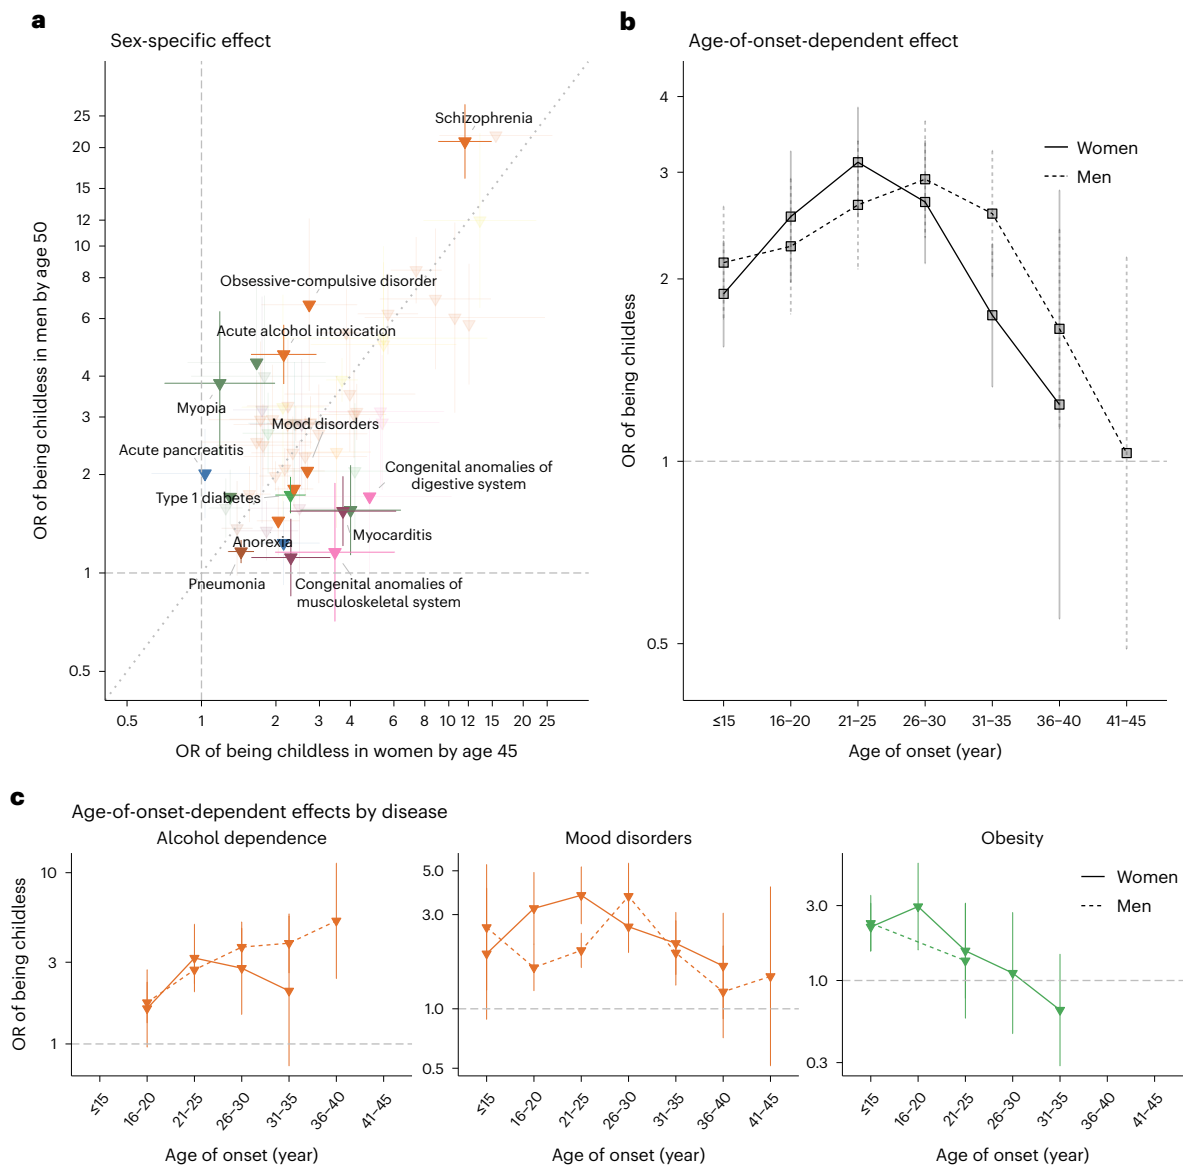 a
Sex-specific effect
OR of being childless in men by age 50
25
20
15
12
10
8
6
4
3
2
1
0.5
Schizophrenia
Obsessive-compulsive disorder
Acute alcohol intoxication
Myopia
Mood disorders
Acute pancreatitis
Congenital anomalies of
digestive system
Type 1 diabetes
Myocarditis
Anorexia
Pneumonia
Congenital anomalies of
musculoskeletal system
0.5 1 2 3 4 6 8 10 12 15 20 25
OR of being childless in women by age 45
b
Age-of-onset-dependent effect
OR of being childless
4
3
2
1
0.5
Women
Men
≤15 16–20 21–25 26–30 31–35 36–40 41–45
Age of onset (year)
c
Age-of-onset-dependent effects by disease
Alcohol dependence
OR of being childless
10
3
1
≤15 16–20 21–25 26–30 31–35 36–40 41–45
Age of onset (year)
Mood disorders
5.0
3.0
1.0
0.5
≤15 16–20 21–25 26–30 31–35 36–40 41–45
Age of onset (year)
Obesity
3.0
1.0
0.3
Women
Men
≤15 16–20 21–25 26–30 31–35 36–40 41–45
Age of onset (year)